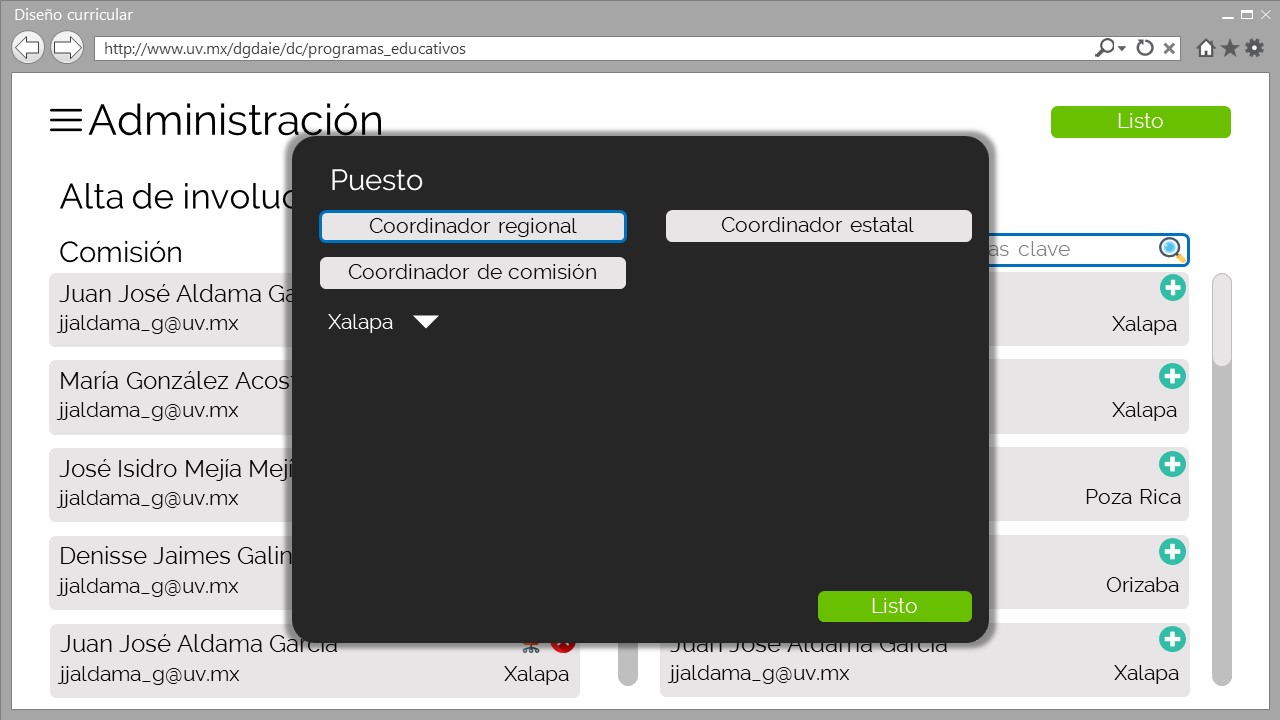 Diseño curricular
http://www.uv.mx/dgdaie/dc/programas_educativos
Administración
Listo
Alta de involuc
Comisión
as clave
Juan José Aldama Ga
jjaldama_g@uv.mx
Xalapa
María González Acost
jjaldama_g@uv.mx
Xalapa
José Isidro Mejía Mejí
jjaldama_g@uv.mx
Poza Rica
Denisse Jaimes Galin
jjaldama_g@uv.mx
Orizaba
Juan José Aldama García
jjaldama_g@uv.mx
Xalapa
Juan José Aldama García
jjaldama_g@uv.mx
Xalapa
Puesto
Coordinador regional
Coordinador estatal
Coordinador de comisión
Xalapa
Listo